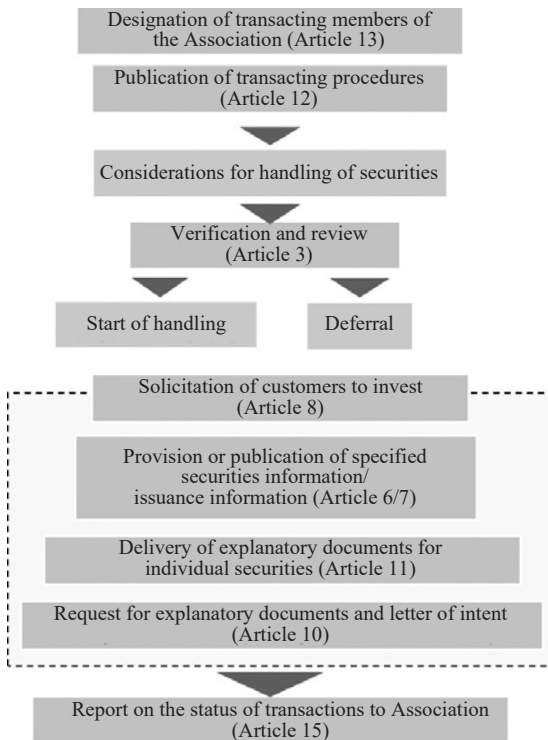 Designation of transacting members of
the Association (Article 13)
Publication of transacting procedures
(Article 12)
Considerations for handling of securities
Verification and review
(Article 3)
Start of handling
Deferral
Solicitation of customers to invest
(Article 8)
Provision or publication of specified
securities information/
issuance information (Article 6/7)
Delivery of explanatory documents for
individual securities (Article 11)
Request for explanatory documents and letter of intent
(Article 10)
Report on the status of transactions to Association
(Article 15)